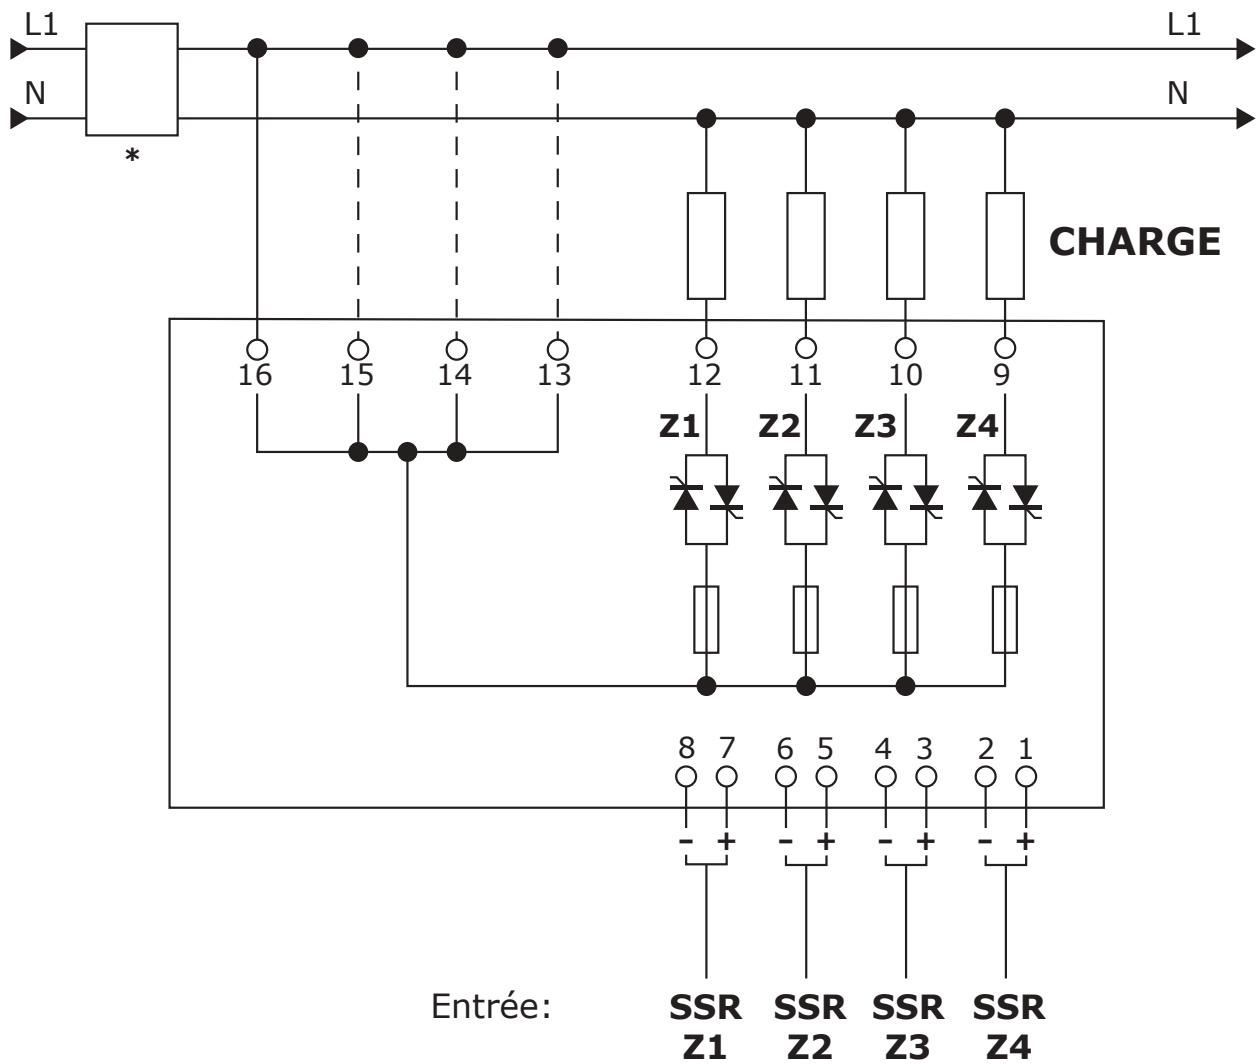 L1 L1
N N
*
CHARGE
16 15 14 13 12 11 10 9
Z1 Z2 Z3 Z4
8 7 6 5 4 3 2 1
- + - + - + - +
Entrée: SSR SSR SSR SSR
Z1 Z2 Z3 Z4